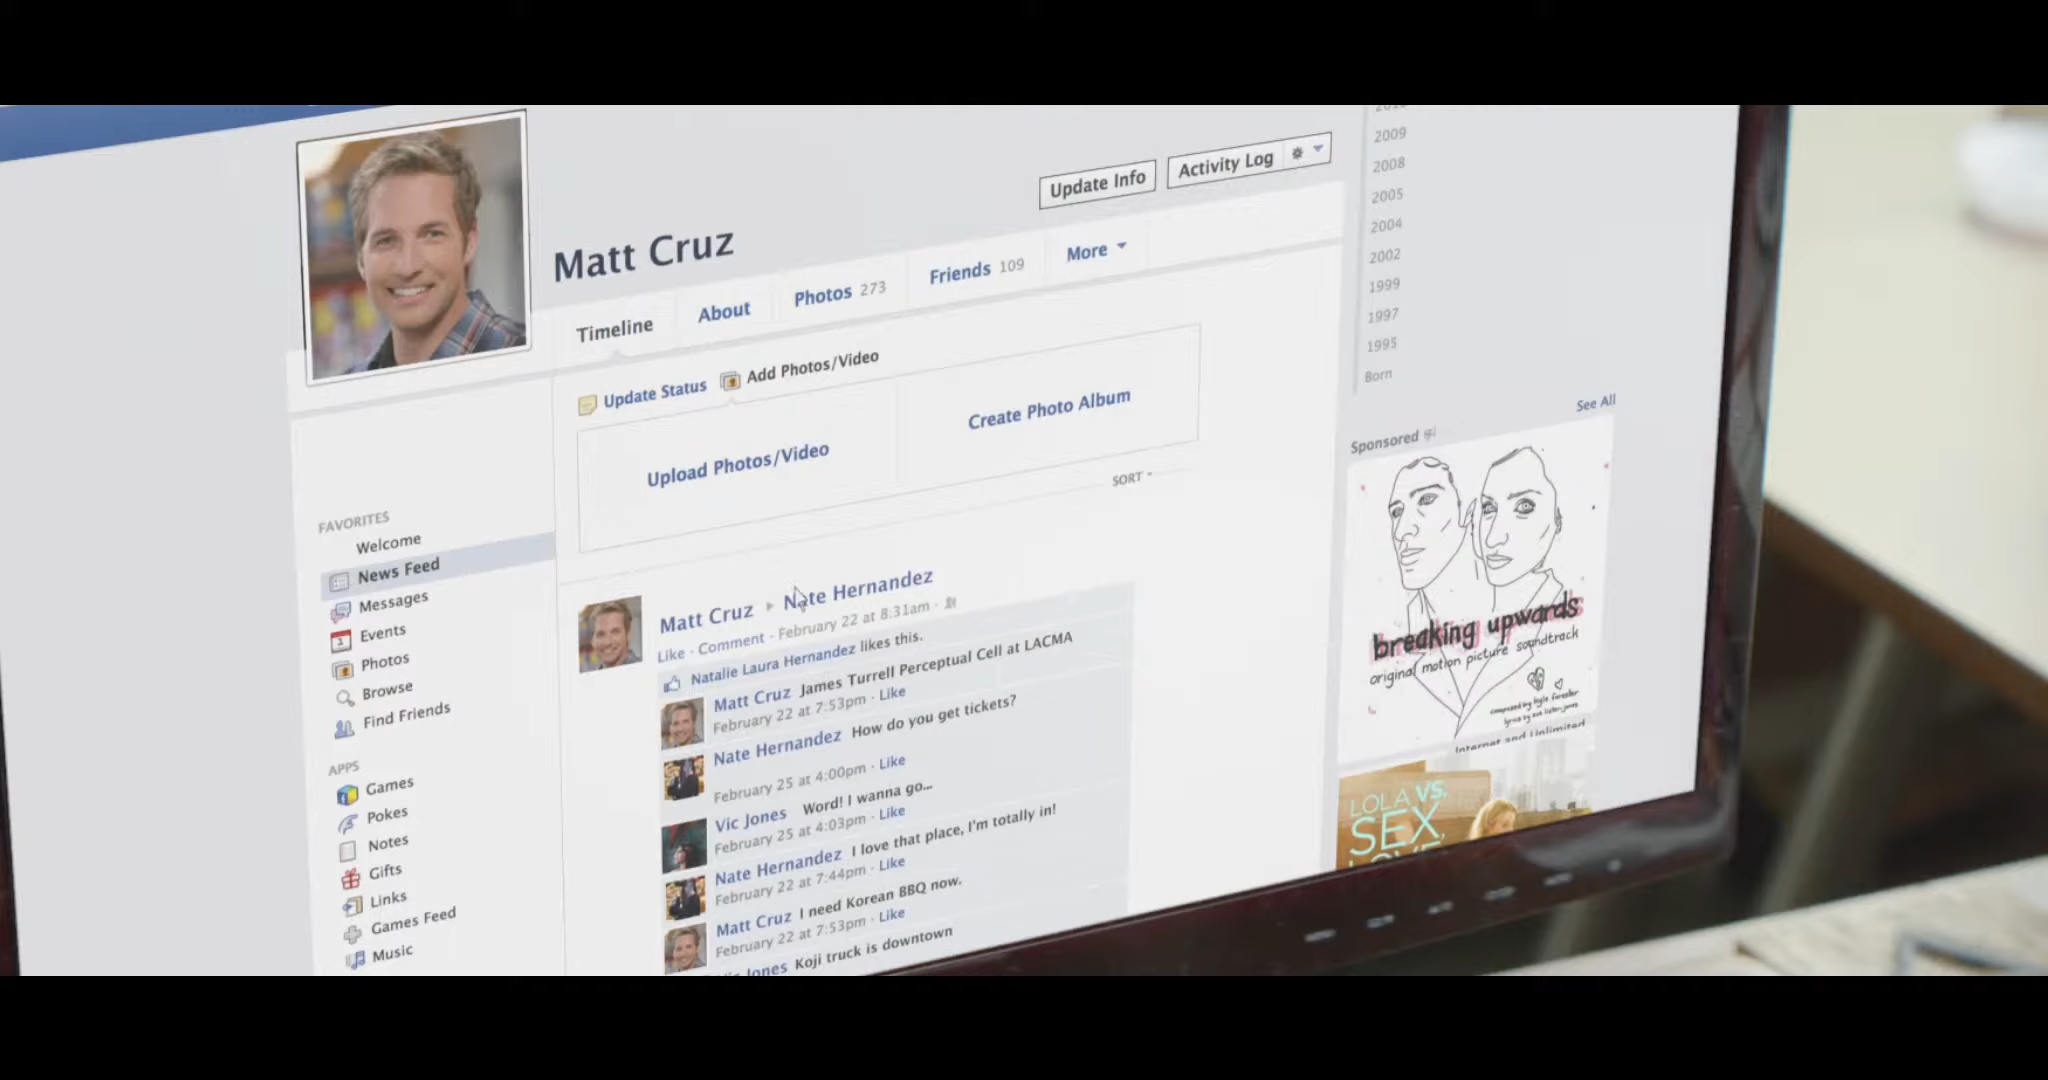 Matt Cruz
Update Info
Activity Log
Timeline
About
Photos 273
Friends 109
More
Update Status
Add Photos/Video
Upload Photos/Video
Create Photo Album
SORT
FAVORITES
Welcome
News Feed
Messages
Events
Photos
Browse
Find Friends
APPS
Games
Pokes
Notes
Gifts
Links
Games Feed
Music
Matt Cruz ▸ Nate Hernandez
Like · Comment · February 22 at 8:31am ·
Natalie Laura Hernandez likes this.
Matt Cruz James Turrell Perceptual Cell at LACMA
February 22 at 7:53pm · Like
Nate Hernandez How do you get tickets?
February 25 at 4:00pm · Like
Vic Jones Word! I wanna go...
February 25 at 4:03pm · Like
Nate Hernandez I love that place, I'm totally in!
February 22 at 7:44pm · Like
Matt Cruz I need Korean BBQ now.
February 22 at 7:53pm · Like
Jones Koji truck is downtown
2009
2008
2005
2004
2002
1999
1997
1995
Born
See All
Sponsored
breaking upwards
original motion picture soundtrack
Internet and Unlimited
LOLA VS.
SEX,
LOVE